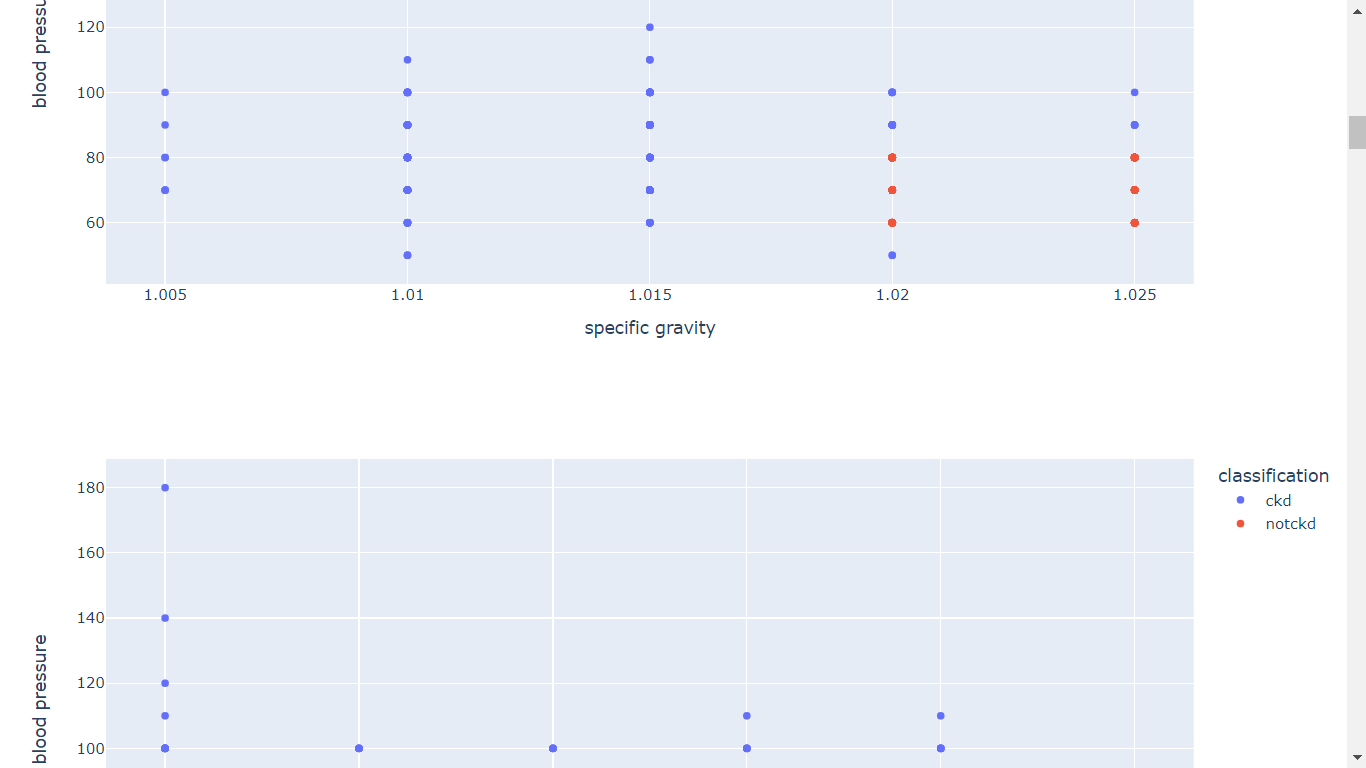 blood
120
100
80
60
1.005 1.01 1.015 1.02 1.025
specific gravity
classification
ckd
notckd
180
160
140
120
100
blood pressure